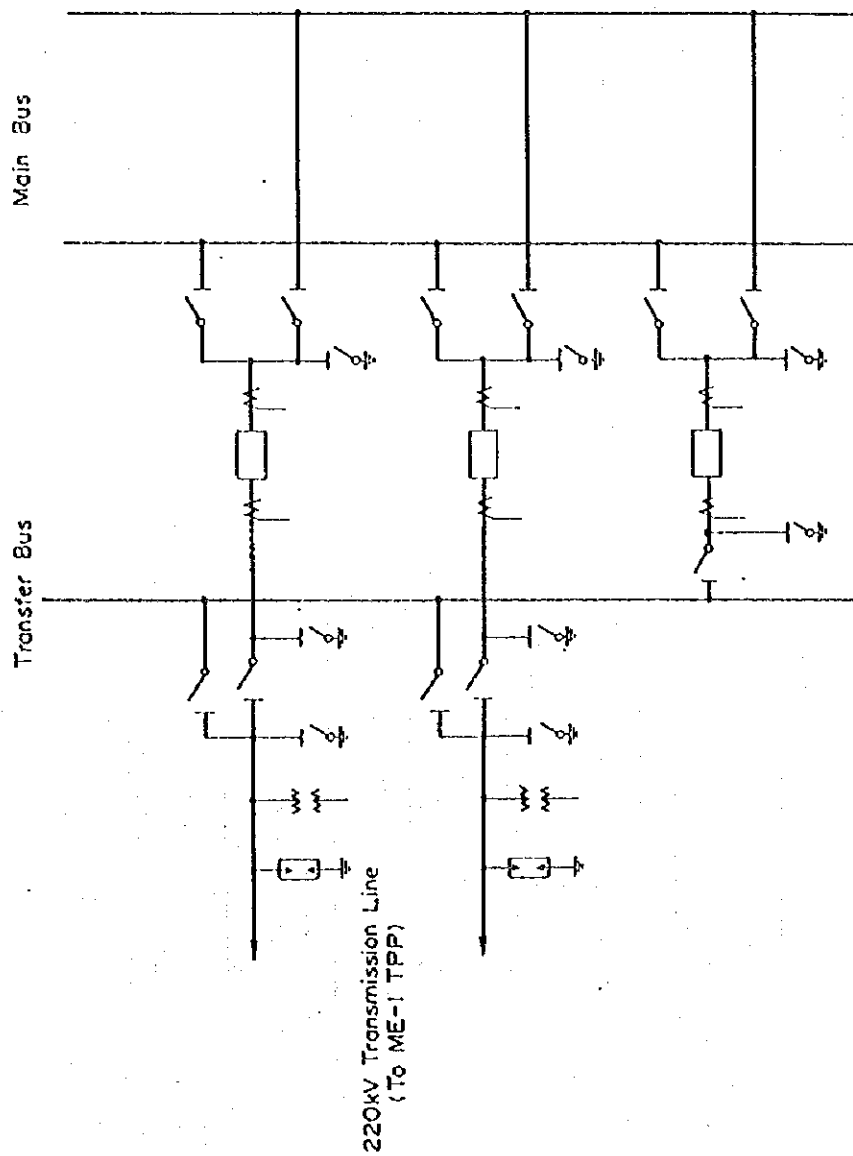 Main Bus
Transfer Bus
220kV Transmission Line
(To ME-1 TPP)